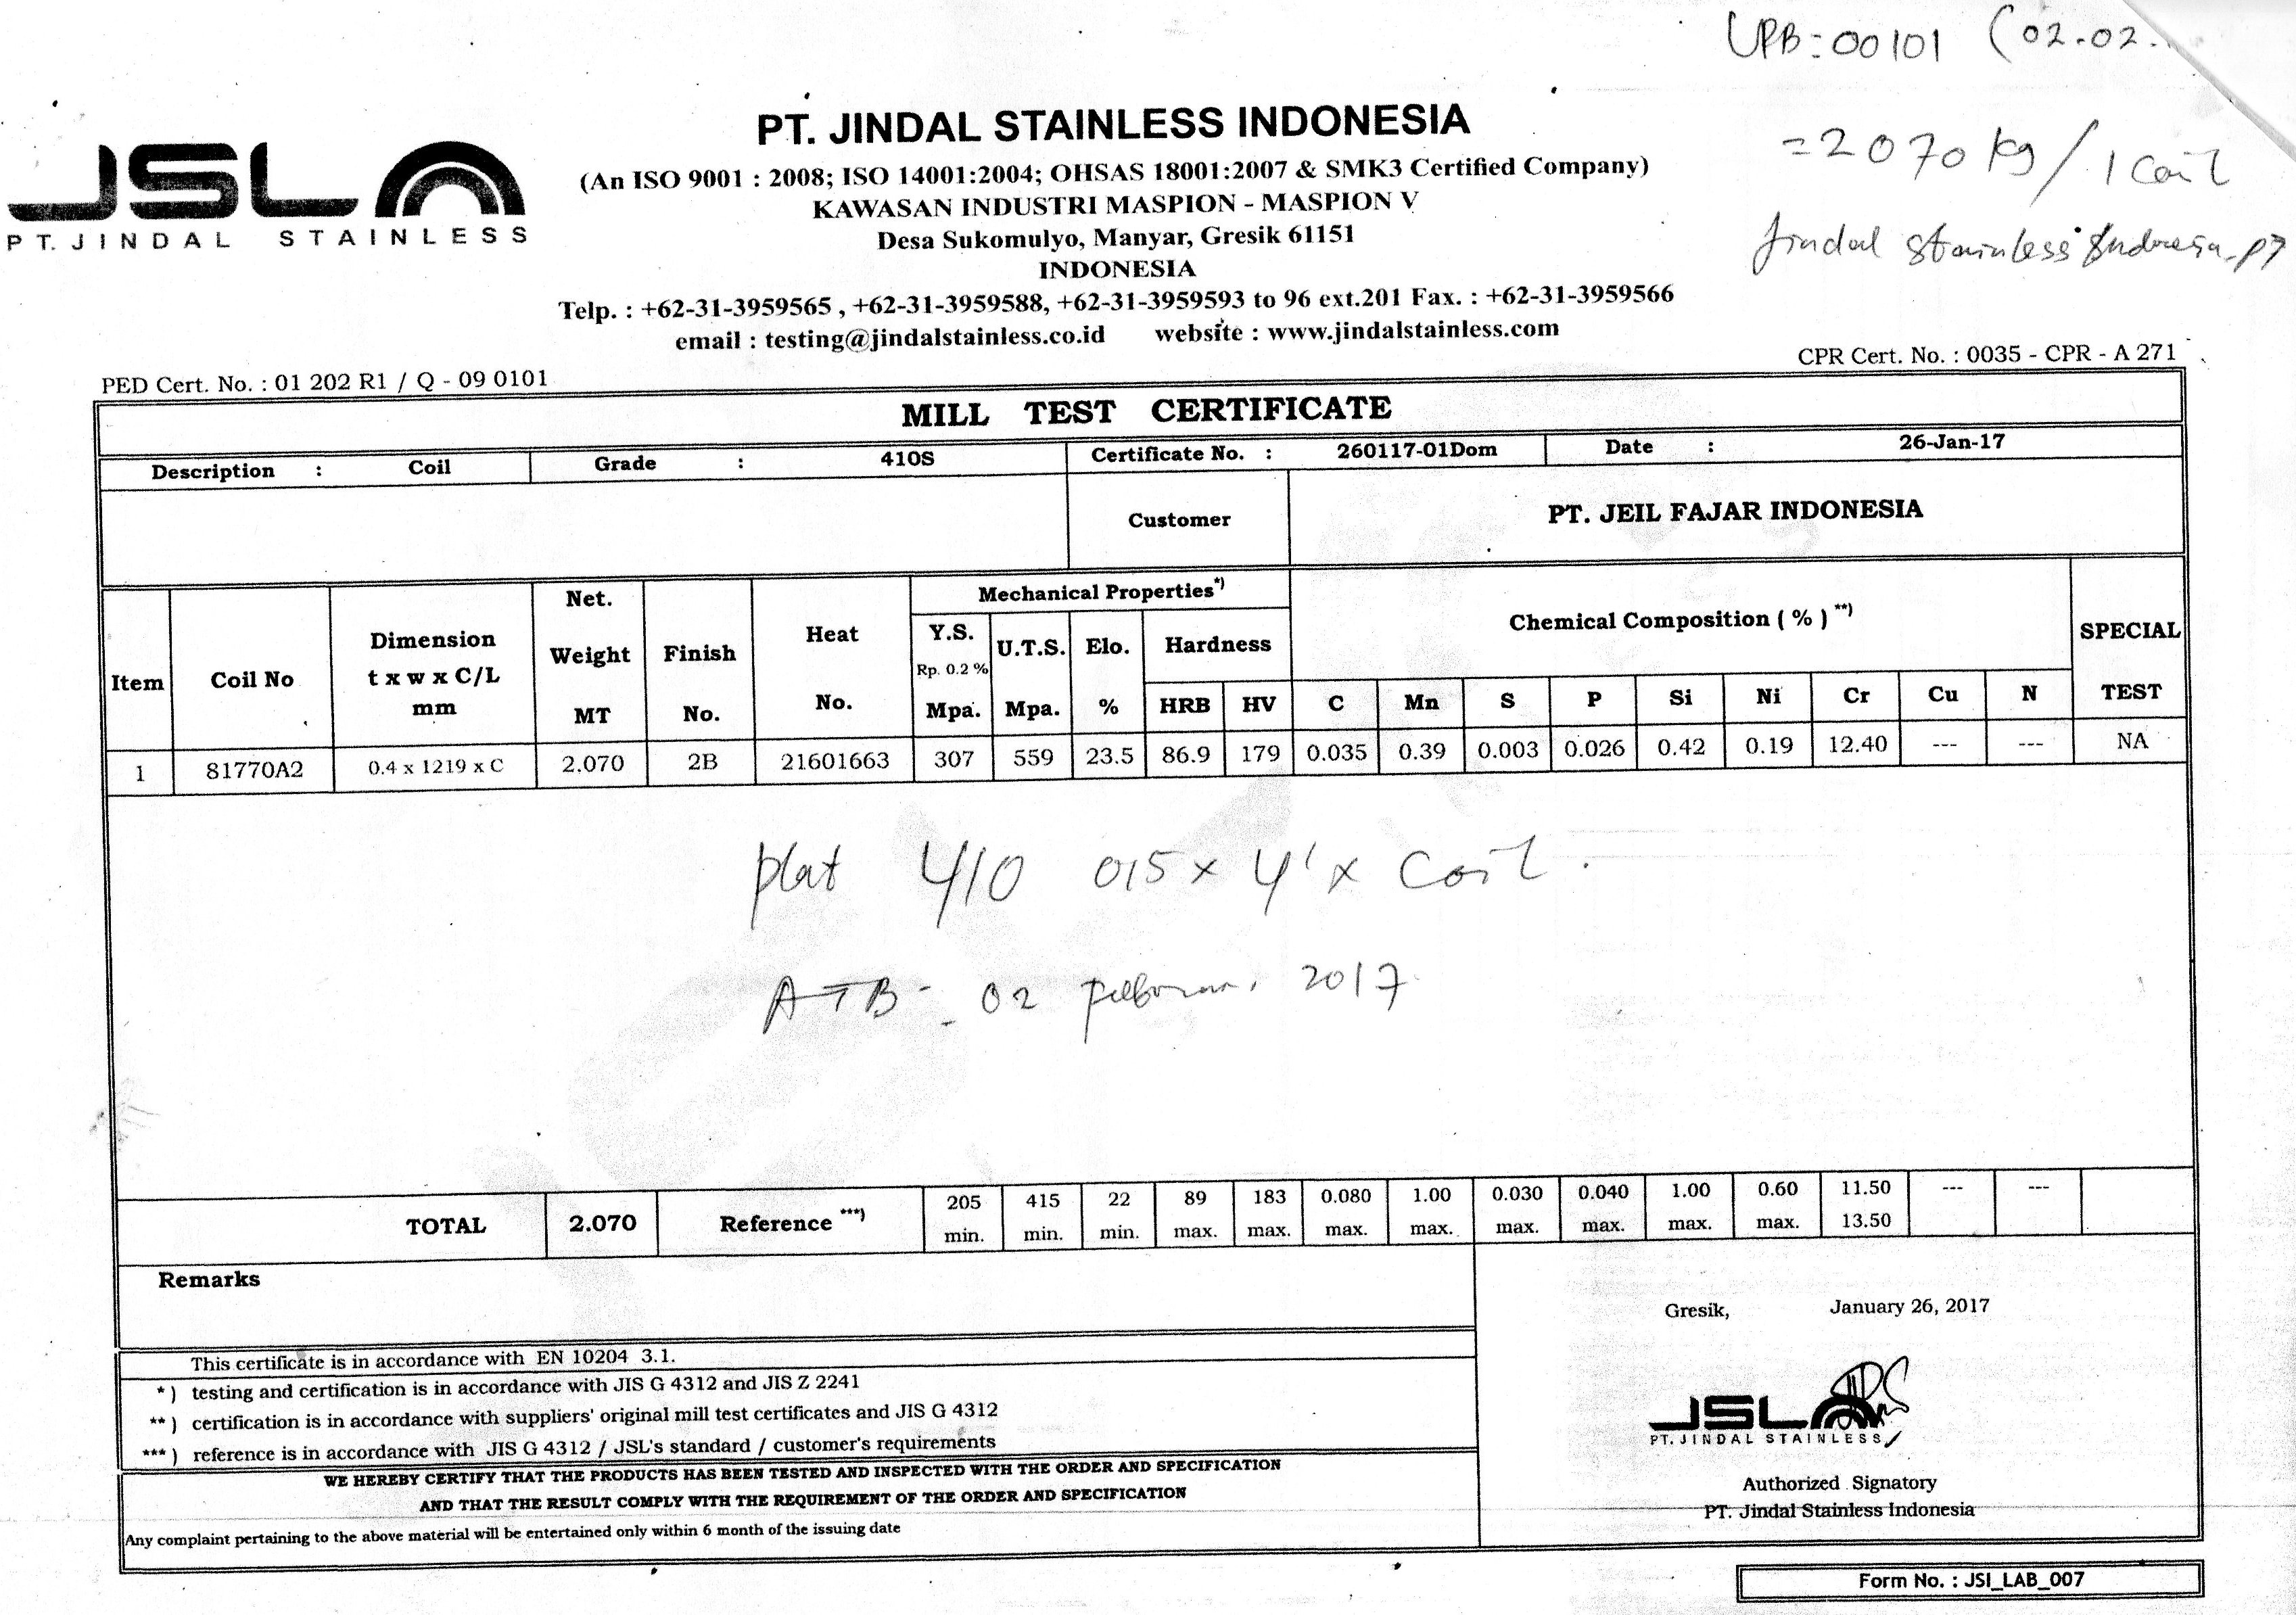 UPB: 00101 (02.02.
= 2070 kg / 1 coil
Jindal stainless Indonesia. PT
JSL
PT. JINDAL STAINLESS
PT. JINDAL STAINLESS INDONESIA
(An ISO 9001 : 2008; ISO 14001:2004; OHSAS 18001:2007 & SMK3 Certified Company)
KAWASAN INDUSTRI MASPION - MASPION V
Desa Sukomulyo, Manyar, Gresik 61151
INDONESIA
Telp. : +62-31-3959565 , +62-31-3959588, +62-31-3959593 to 96 ext.201 Fax. : +62-31-3959566
email : testing@jindalstainless.co.id website : www.jindalstainless.com
PED Cert. No. : 01 202 R1 / Q - 09 0101 CPR Cert. No. : 0035 - CPR - A 271
MILL TEST CERTIFICATE
Description : Coil Grade : 410S Certificate No. : 260117-01Dom Date : 26-Jan-17
Customer PT. JEIL FAJAR INDONESIA
Item Coil No Dimension t x w x C/L mm Net. Weight MT Finish No. Heat No. Mechanical Properties*) Chemical Composition ( % ) **) SPECIAL TEST
Y.S. Rp. 0.2 % Mpa. U.T.S. Mpa. Elo. % Hardness HRB HV C Mn S P Si Ni Cr Cu N
1 81770A2 0.4 x 1219 x C 2.070 2B 21601663 307 559 23.5 86.9 179 0.035 0.39 0.003 0.026 0.42 0.19 12.40 --- --- NA
plat 410 015 x 4' x Coil.
ATB - 02 2017
TOTAL 2.070 Reference ***) 205 min. 415 min. 22 min. 89 max. 183 max. 0.080 max. 1.00 max. 0.030 max. 0.040 max. 1.00 max. 0.60 max. 11.50 13.50 --- ---
Remarks
Gresik, January 26, 2017
This certificate is in accordance with EN 10204 3.1.
* ) testing and certification is in accordance with JIS G 4312 and JIS Z 2241
** ) certification is in accordance with suppliers' original mill test certificates and JIS G 4312
*** ) reference is in accordance with JIS G 4312 / JSL's standard / customer's requirements
WE HEREBY CERTIFY THAT THE PRODUCTS HAS BEEN TESTED AND INSPECTED WITH THE ORDER AND SPECIFICATION
AND THAT THE RESULT COMPLY WITH THE REQUIREMENT OF THE ORDER AND SPECIFICATION
Any complaint pertaining to the above material will be entertained only within 6 month of the issuing date
JSL
PT. JINDAL STAINLESS
Authorized Signatory
PT. Jindal Stainless Indonesia
Form No. : JSI_LAB_007